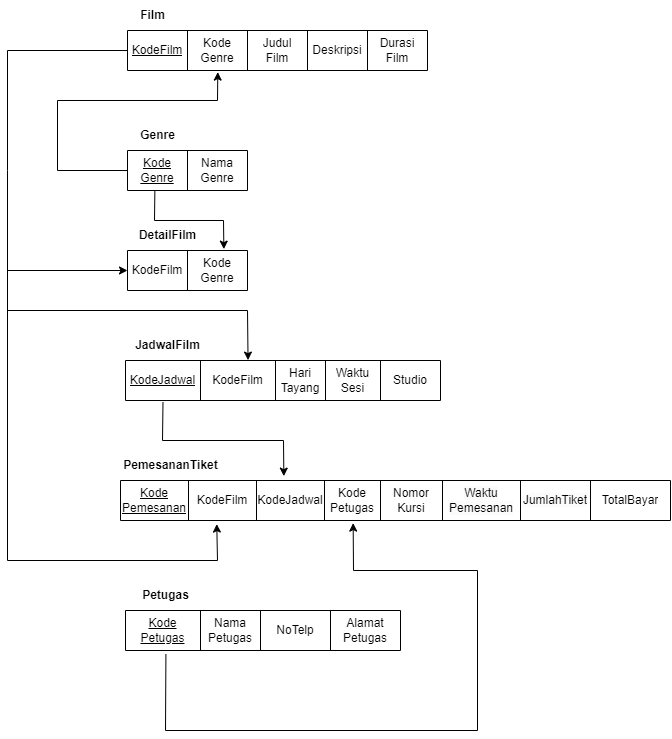 Film
KodeFilm
Kode
Genre
Judul
Film
Deskripsi
Durasi
Film
Genre
Kode
Genre
Nama
Genre
DetailFilm
KodeFilm
Kode
Genre
JadwalFilm
KodeJadwal
KodeFilm
Hari
Tayang
Waktu
Sesi
Studio
PemesananTiket
Kode
Pemesanan
KodeFilm
KodeJadwal
Kode
Petugas
Nomor
Kursi
Waktu
Pemesanan
JumlahTiket
TotalBayar
Petugas
Kode
Petugas
Nama
Petugas
NoTelp
Alamat
Petugas